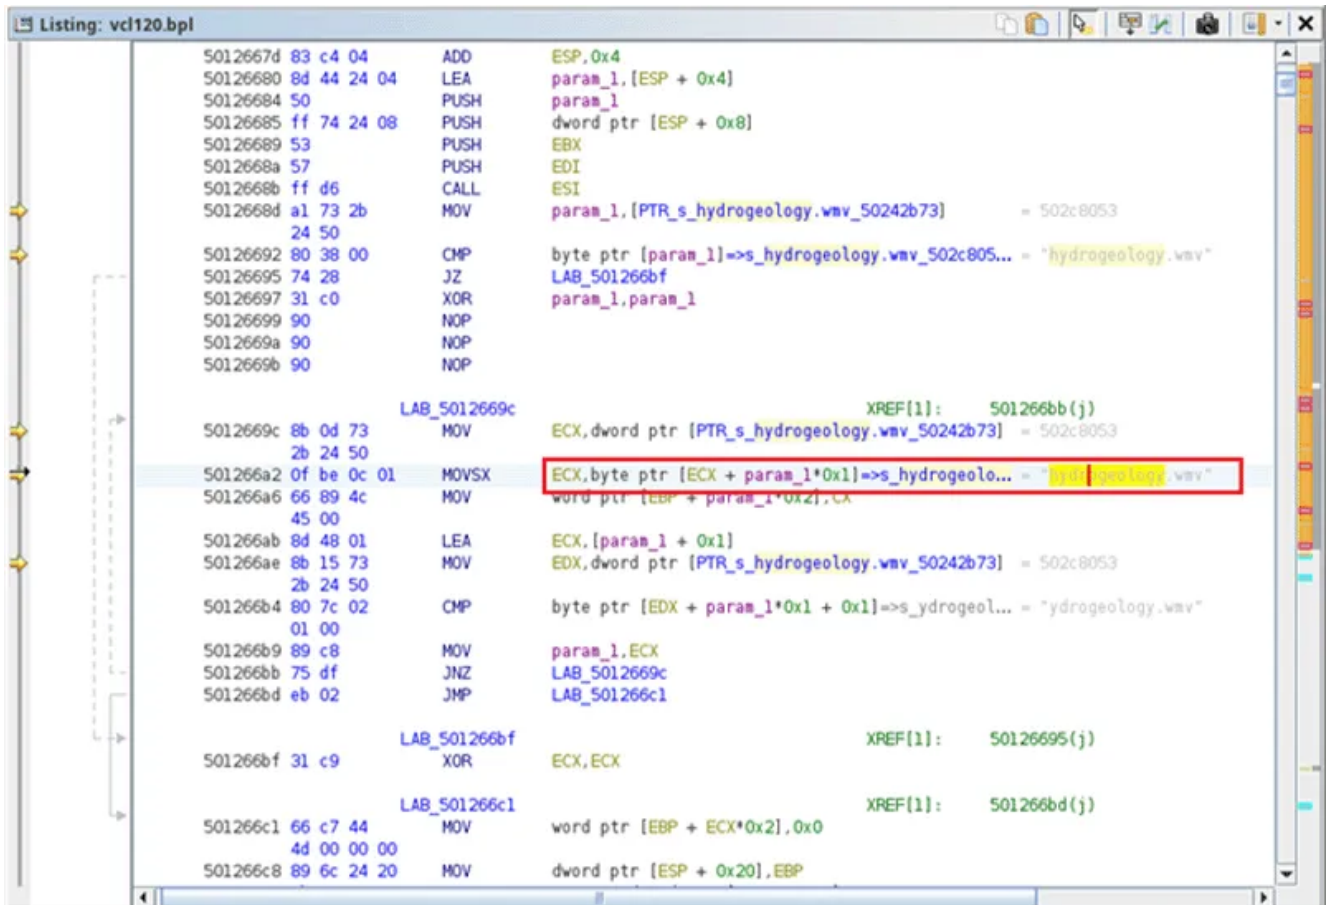 Listing: vcl120.bpl
5012667d 83 c4 04 ADD ESP,0x4
50126680 8d 44 24 04 LEA param_1,[ESP + 0x4]
50126684 50 PUSH param_1
50126685 ff 74 24 08 PUSH dword ptr [ESP + 0x8]
50126689 53 PUSH EBX
5012668a 57 PUSH EDI
5012668b ff d6 CALL ESI
5012668d a1 73 2b MOV param_1,[PTR_s_hydrogeology.wmv_50242b73] = 502c8053
24 50
50126692 80 38 00 CMP byte ptr [param_1]=>s_hydrogeology.wmv_502c805... = "hydrogeology.wmv"
50126695 74 28 JZ LAB_501266bf
50126697 31 c0 XOR param_1,param_1
50126699 90 NOP
5012669a 90 NOP
5012669b 90 NOP
LAB_5012669c XREF[1]: 501266bb(j)
5012669c 8b 0d 73 MOV ECX,dword ptr [PTR_s_hydrogeology.wmv_50242b73] = 502c8053
2b 24 50
501266a2 0f be 0c 01 MOVSX ECX,byte ptr [ECX + param_1*0x1]=>s_hydrogeolo... = "hydrogeology.wmv"
501266a6 66 89 4c MOV word ptr [EBP + param_1*0x2],CX
45 00
501266ab 8d 48 01 LEA ECX,[param_1 + 0x1]
501266ae 8b 15 73 MOV EDX,dword ptr [PTR_s_hydrogeology.wmv_50242b73] = 502c8053
2b 24 50
501266b4 80 7c 02 CMP byte ptr [EDX + param_1*0x1 + 0x1]=>s_ydrogeol... = "ydrogeology.wmv"
01 00
501266b9 89 c8 MOV param_1,ECX
501266bb 75 df JNZ LAB_5012669c
501266bd eb 02 JMP LAB_501266c1
LAB_501266bf XREF[1]: 50126695(j)
501266bf 31 c9 XOR ECX,ECX
LAB_501266c1 XREF[1]: 501266bd(j)
501266c1 66 c7 44 MOV word ptr [EBP + ECX*0x2],0x0
4d 00 00 00
501266c8 89 6c 24 20 MOV dword ptr [ESP + 0x20],EBP